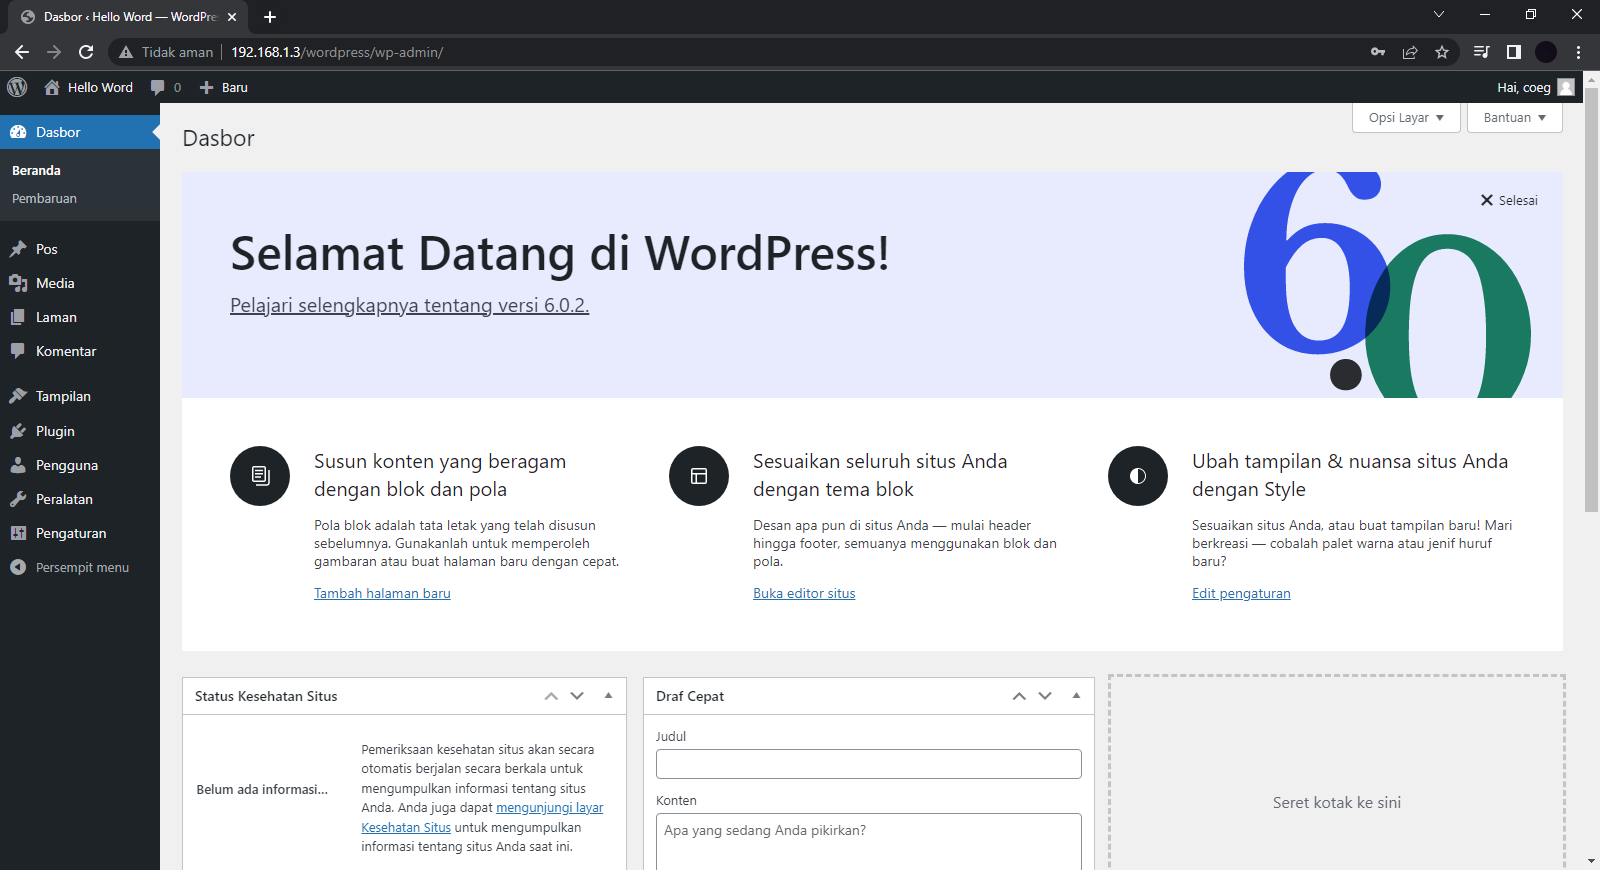 Dasbor ‹ Hello Word — WordPre
Tidak aman 192.168.1.3/wordpress/wp-admin/
Hello Word 0 Baru Hai, coeg
Dasbor
Beranda
Pembaruan
Pos
Media
Laman
Komentar
Tampilan
Plugin
Pengguna
Peralatan
Pengaturan
Persempit menu
Opsi Layar Bantuan
Dasbor
Selesai
6.0
Selamat Datang di WordPress!
Pelajari selengkapnya tentang versi 6.0.2.
Susun konten yang beragam
dengan blok dan pola
Pola blok adalah tata letak yang telah disusun
sebelumnya. Gunakanlah untuk memperoleh
gambaran atau buat halaman baru dengan cepat.
Tambah halaman baru
Sesuaikan seluruh situs Anda
dengan tema blok
Desan apa pun di situs Anda — mulai header
hingga footer, semuanya menggunakan blok dan
pola.
Buka editor situs
Ubah tampilan & nuansa situs Anda
dengan Style
Sesuaikan situs Anda, atau buat tampilan baru! Mari
berkreasi — cobalah palet warna atau jenif huruf
baru?
Edit pengaturan
Status Kesehatan Situs
Belum ada informasi...
Pemeriksaan kesehatan situs akan secara
otomatis berjalan secara berkala untuk
mengumpulkan informasi tentang situs
Anda. Anda juga dapat mengunjungi layar
Kesehatan Situs untuk mengumpulkan
informasi tentang situs Anda saat ini.
Draf Cepat
Judul
Konten
Apa yang sedang Anda pikirkan?
Seret kotak ke sini